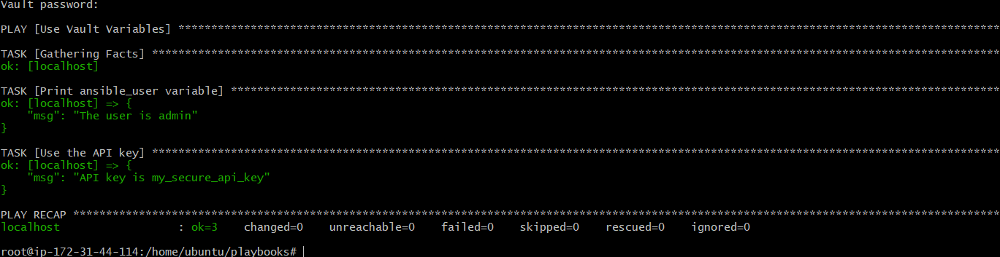 Vault password:
PLAY [Use Vault Variables] *****************************************************************************************************************************
TASK [Gathering Facts] *********************************************************************************************************************************
ok: [localhost]
TASK [Print ansible_user variable] *********************************************************************************************************************
ok: [localhost] => {
    "msg": "The user is admin"
}
TASK [Use the API key] *********************************************************************************************************************************
ok: [localhost] => {
    "msg": "API key is my_secure_api_key"
}
PLAY RECAP *********************************************************************************************************************************************
localhost                  : ok=3    changed=0    unreachable=0    failed=0    skipped=0    rescued=0    ignored=0
root@ip-172-31-44-114:/home/ubuntu/playbooks#